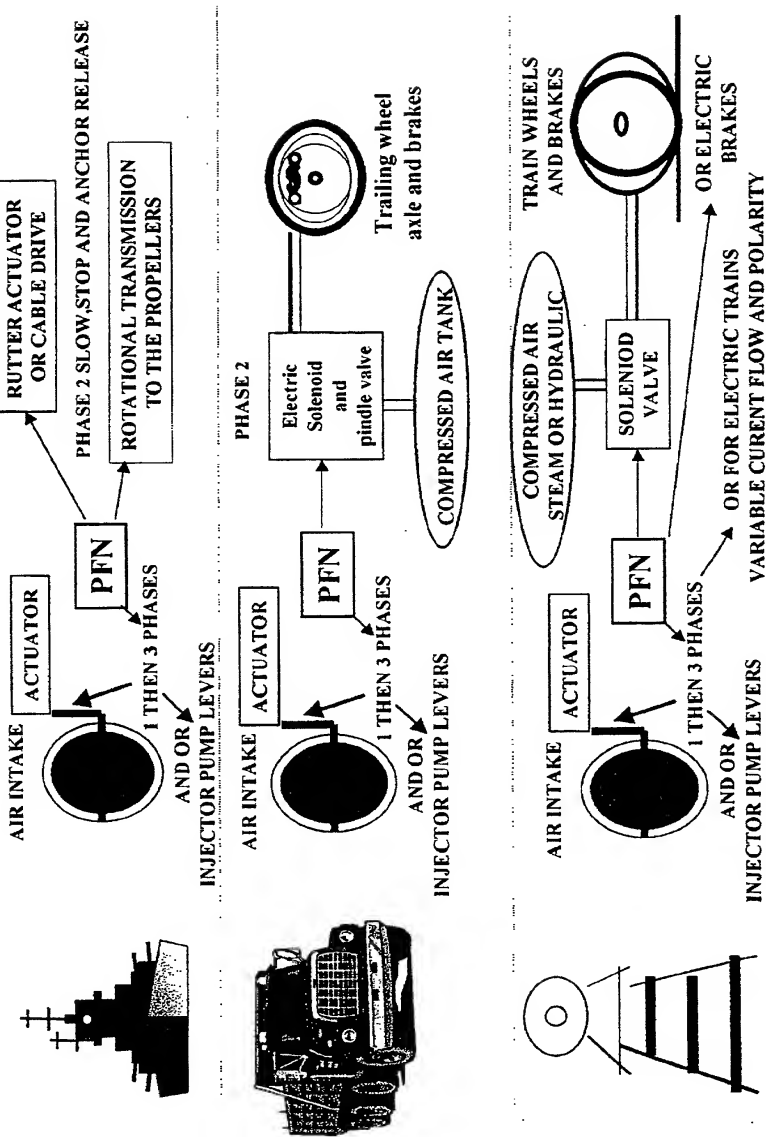 AIR INTAKE
ACTUATOR
PFN
1 THEN 3 PHASES
AND OR
INJECTOR PUMP LEVERS
RUTTER ACTUATOR
OR CABLE DRIVE
PHASE 2 SLOW,STOP AND ANCHOR RELEASE
ROTATIONAL TRANSMISSION
TO THE PROPELLERS
AIR INTAKE
ACTUATOR
PFN
1 THEN 3 PHASES
AND OR
INJECTOR PUMP LEVERS
PHASE 2
Electric
Solenoid
and
pindle valve
COMPRESSED AIR TANK
Trailing wheel
axle and brakes
AIR INTAKE
ACTUATOR
PFN
1 THEN 3 PHASES
AND OR
INJECTOR PUMP LEVERS
COMPRESSED AIR
STEAM OR HYDRAULIC
SOLENIOD
VALVE
TRAIN WHEELS
AND BRAKES
OR ELECTRIC
BRAKES
OR FOR ELECTRIC TRAINS
VARIABLE CURENT FLOW AND POLARITY